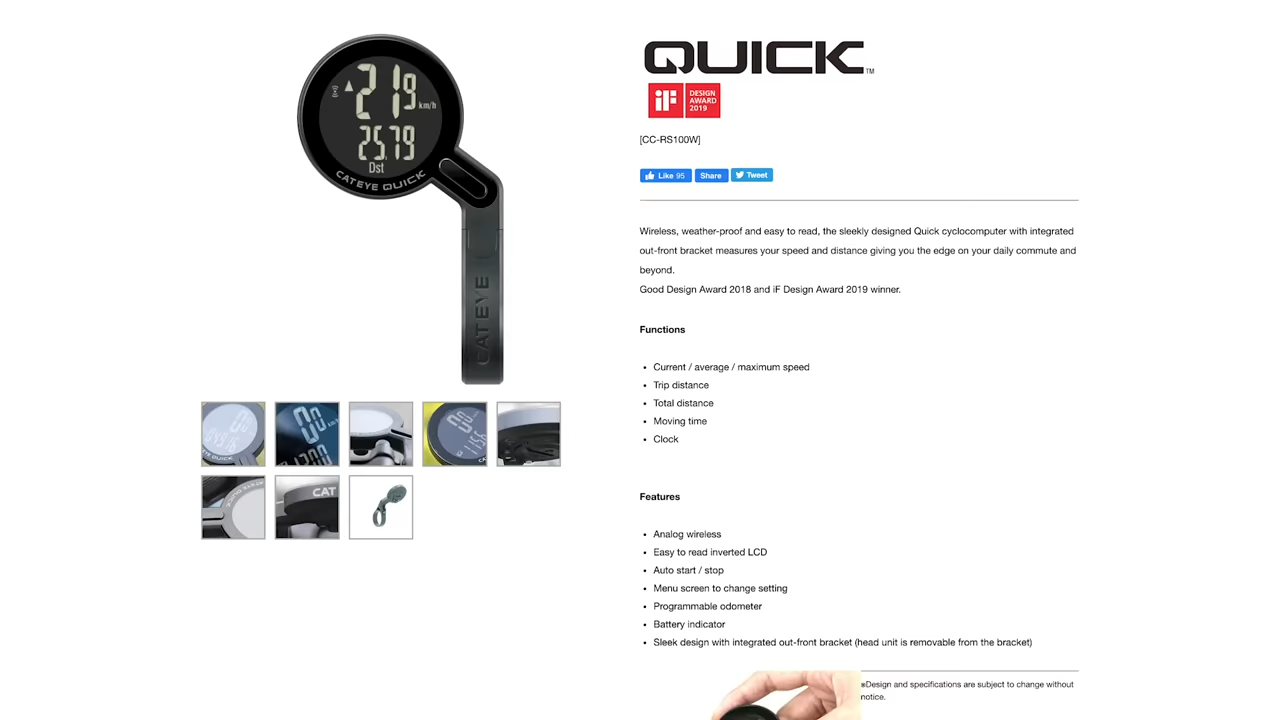 219
km/h
25.79
Dst
CATEYE QUICK
CATEYE
QUICK™
iF DESIGN
AWARD
2019
[CC-RS100W]
Like 95 Share Tweet
Wireless, weather-proof and easy to read, the sleekly designed Quick cyclocomputer with integrated
out-front bracket measures your speed and distance giving you the edge on your daily commute and
beyond.
Good Design Award 2018 and iF Design Award 2019 winner.
Functions
• Current / average / maximum speed
• Trip distance
• Total distance
• Moving time
• Clock
Features
• Analog wireless
• Easy to read inverted LCD
• Auto start / stop
• Menu screen to change setting
• Programmable odometer
• Battery indicator
• Sleek design with integrated out-front bracket (head unit is removable from the bracket)
※Design and specifications are subject to change without
notice.